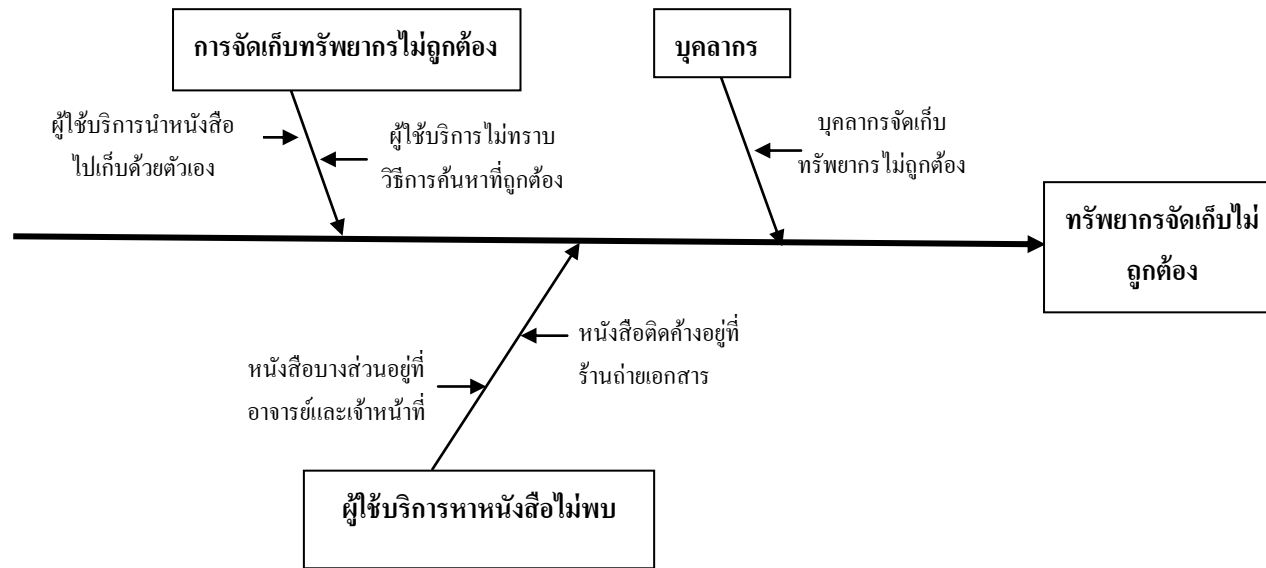 การจัดเก็บทรัพยากรไม่ถูกต้อง
บุคลากร
ผู้ใช้บริการนำหนังสือ
ไปเก็บด้วยตัวเอง
ผู้ใช้บริการไม่ทราบ
วิธีการค้นหาที่ถูกต้อง
บุคลากรจัดเก็บ
ทรัพยากรไม่ถูกต้อง
ทรัพยากรจัดเก็บไม่
ถูกต้อง
หนังสือติดค้างอยู่ที่
ร้านถ่ายเอกสาร
หนังสือบางส่วนอยู่ที่
อาจารย์และเจ้าหน้าที่
ผู้ใช้บริการหาหนังสือไม่พบ